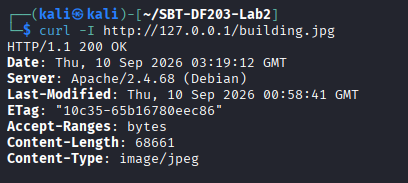 ┌──(kali㉿kali)-[~/SBT-DF203-Lab2]
└─$ curl -I http://127.0.0.1/building.jpg
HTTP/1.1 200 OK
Date: Thu, 10 Sep 2026 03:19:12 GMT
Server: Apache/2.4.68 (Debian)
Last-Modified: Thu, 10 Sep 2026 00:58:41 GMT
ETag: "10c35-65b16780eec86"
Accept-Ranges: bytes
Content-Length: 68661
Content-Type: image/jpeg